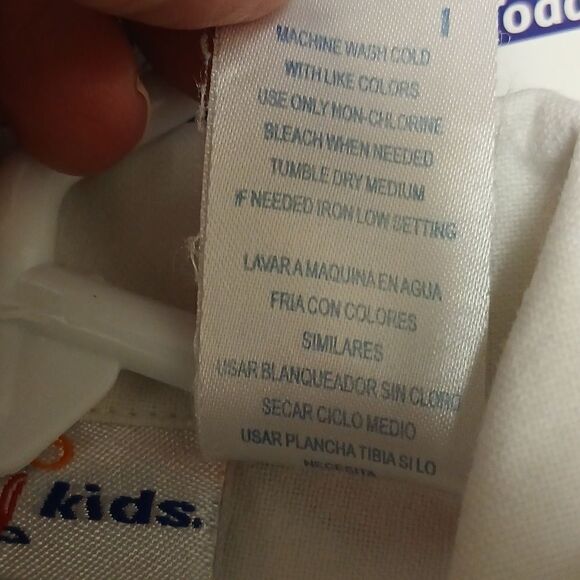 MACHINE WASH COLD
WITH LIKE COLORS
USE ONLY NON-CHLORINE
BLEACH WHEN NEEDED
TUMBLE DRY MEDIUM
IF NEEDED IRON LOW SETTING
LAVAR A MAQUINA EN AGUA
FRIA CON COLORES
SIMILARES
USAR BLANQUEADOR SIN CLORO
SECAR CICLO MEDIO
USAR PLANCHA TIBIA SI LO
NECESITA
kids.